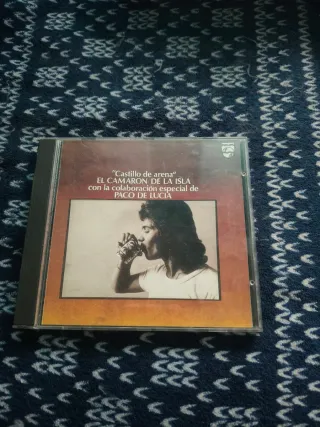 "Castillo de arena"
EL CAMARON DE LA ISLA
con la colaboración especial de
PACO DE LUCIA